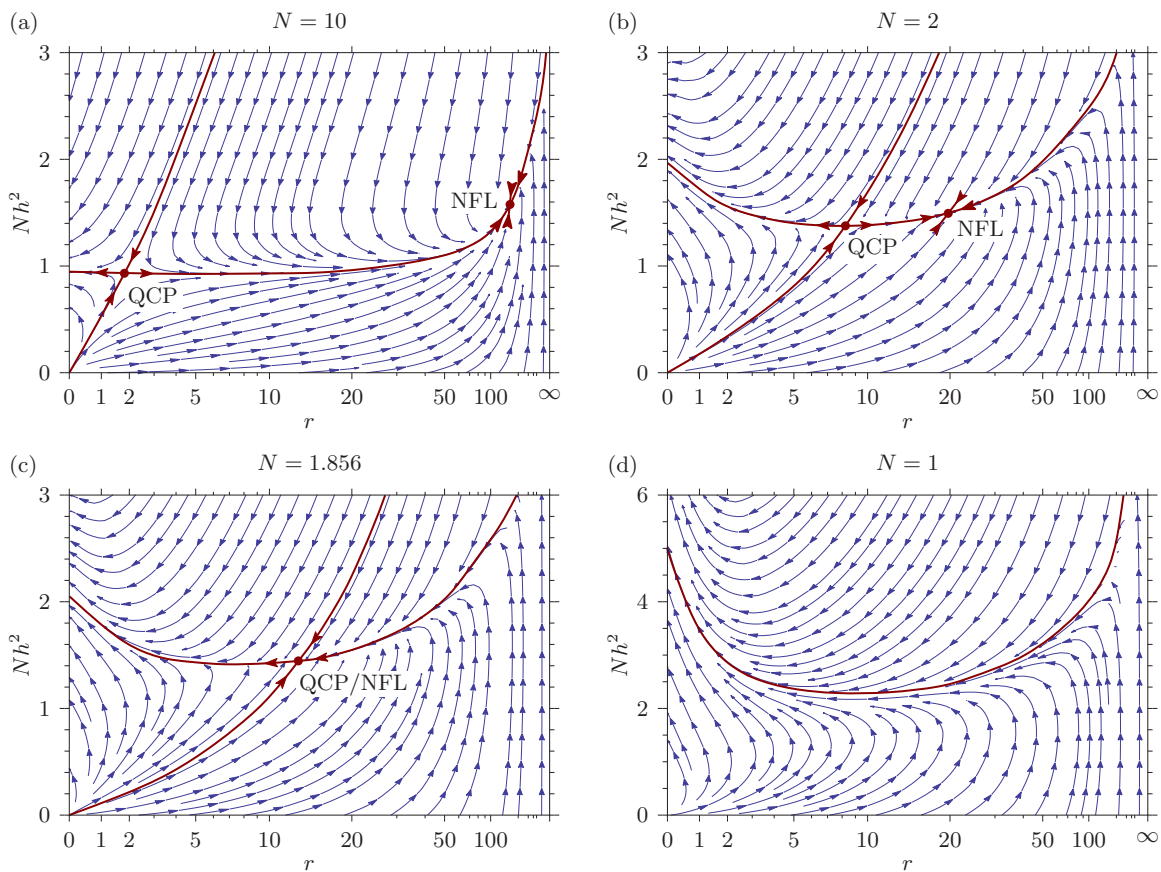 (a)
N = 10
Nh²
3
2
1
0
NFL
QCP
0 1 2 5 10 20 50 100 ∞
r
(b)
N = 2
Nh²
3
2
1
0
QCP
NFL
0 1 2 5 10 20 50 100 ∞
r
(c)
N = 1.856
Nh²
3
2
1
0
QCP/NFL
0 1 2 5 10 20 50 100 ∞
r
(d)
N = 1
Nh²
6
4
2
0
0 1 2 5 10 20 50 100 ∞
r